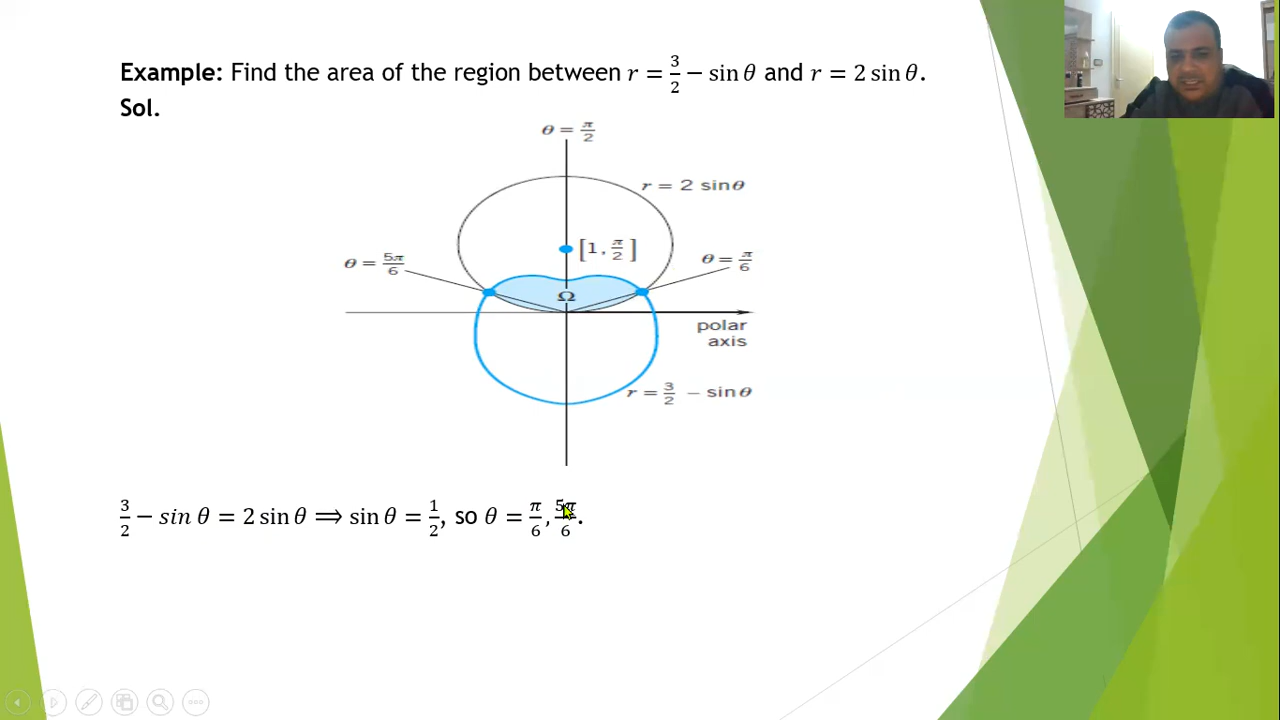 Example: Find the area of the region between r = 3/2 − sin θ and r = 2 sin θ.
Sol.
θ = π/2
r = 2 sinθ
[1, π/2]
θ = 5π/6
θ = π/6
Ω
polar
axis
r = 3/2 − sinθ
3/2 − sin θ = 2 sin θ ⟹ sin θ = 1/2, so θ = π/6, 5π/6.